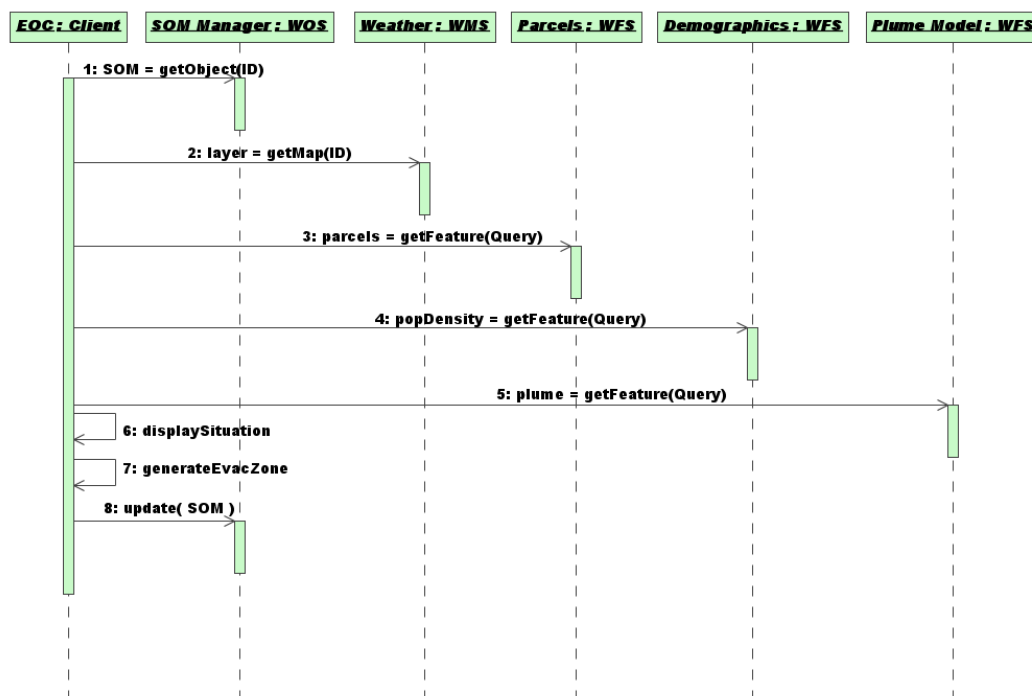 EOC : Client
SOM Manager : WOS
Weather : WMS
Parcels : WFS
Demographics : WFS
Plume Model : WFS
1: SOM = getObject(ID)
2: layer = getMap(ID)
3: parcels = getFeature(Query)
4: popDensity = getFeature(Query)
5: plume = getFeature(Query)
6: displaySituation
7: generateEvacZone
8: update( SOM )